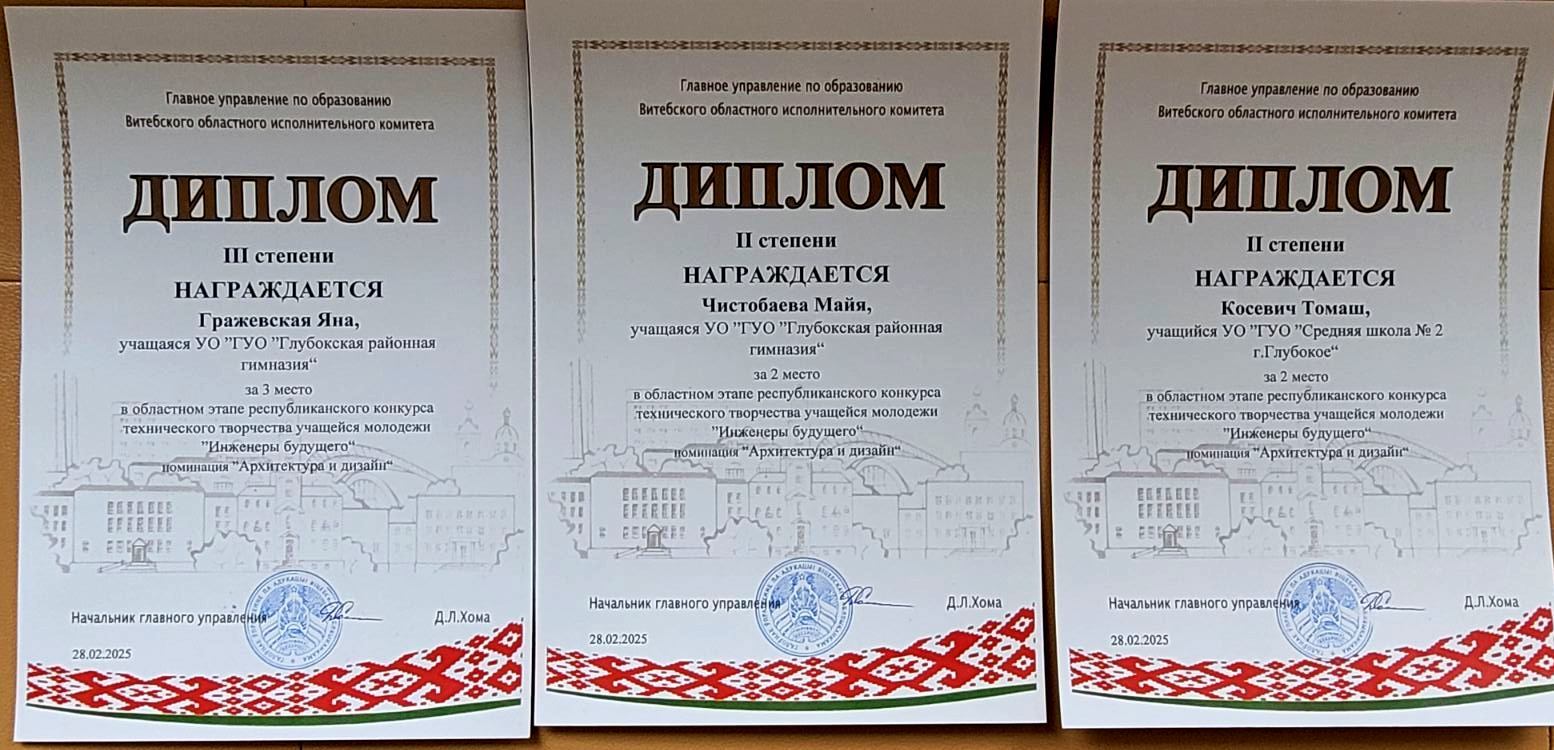 Главное управление по образованию
Витебского областного исполнительного комитета
ДИПЛОМ
III степени
НАГРАЖДАЕТСЯ
Гражевская Яна,
учащаяся УО ”ГУО ”Глубокская районная
гимназия“
за 3 место
в областном этапе республиканского конкурса
технического творчества учащейся молодежи
”Инженеры будущего“
номинация “Архитектура и дизайн“
Начальник главного управления
Д.Л.Хома
28.02.2025
Главное управление по образованию
Витебского областного исполнительного комитета
ДИПЛОМ
II степени
НАГРАЖДАЕТСЯ
Чистобаева Майя,
учащаяся УО ”ГУО ”Глубокская районная
гимназия“
за 2 место
в областном этапе республиканского конкурса
технического творчества учащейся молодежи
”Инженеры будущего“
номинация “Архитектура и дизайн“
Начальник главного управления
Д.Л.Хома
28.02.2025
Главное управление по образованию
Витебского областного исполнительного комитета
ДИПЛОМ
II степени
НАГРАЖДАЕТСЯ
Косевич Томаш,
учащийся УО ”ГУО ”Средняя школа № 2
г.Глубокое“
за 2 место
в областном этапе республиканского конкурса
технического творчества учащейся молодежи
”Инженеры будущего“
номинация “Архитектура и дизайн“
Начальник главного управления
Д.Л.Хома
28.02.2025